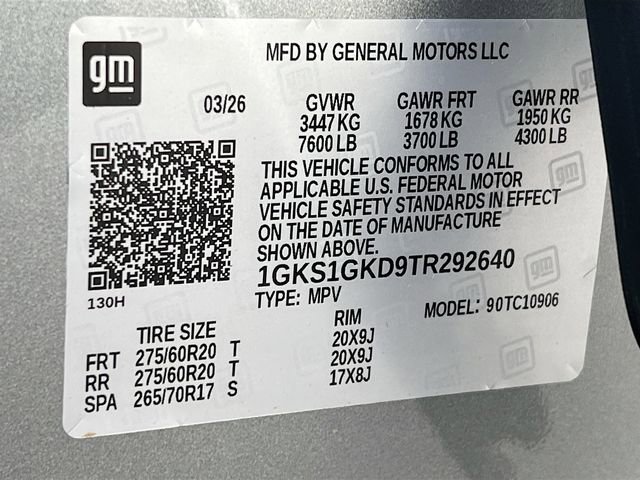 gm
MFD BY GENERAL MOTORS LLC
03/26
GVWR GAWR FRT GAWR RR
3447 KG 1678 KG 1950 KG
7600 LB 3700 LB 4300 LB
THIS VEHICLE CONFORMS TO ALL
APPLICABLE U.S. FEDERAL MOTOR
VEHICLE SAFETY STANDARDS IN EFFECT
ON THE DATE OF MANUFACTURE
SHOWN ABOVE.
1GKS1GKD9TR292640
130H
TYPE: MPV MODEL: 90TC10906
TIRE SIZE RIM
FRT 275/60R20 T 20X9J
RR 275/60R20 T 20X9J
SPA 265/70R17 S 17X8J